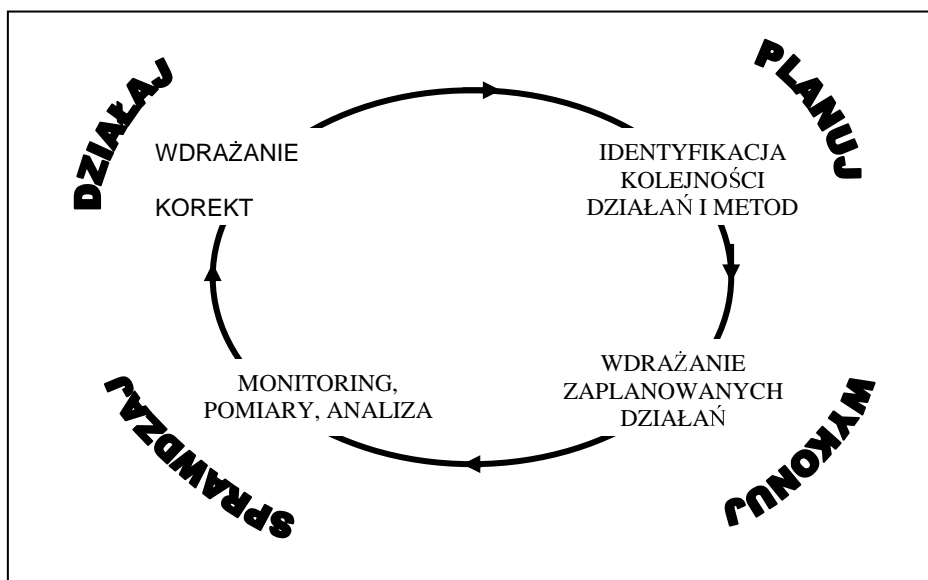 DZIAŁAJ
PLANUJ
WDRAŻANIE
KOREKT
IDENTYFIKACJA
KOLEJNOŚCI
DZIAŁAŃ I METOD
MONITORING,
POMIARY, ANALIZA
WDRAŻANIE
ZAPLANOWANYCH
DZIAŁAŃ
SPRAWDZAJ
WYKONUJ